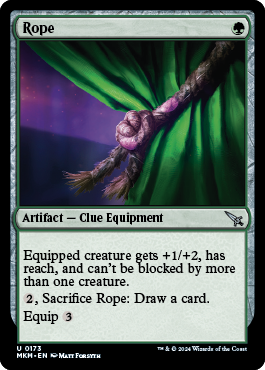 Rope
Artifact — Clue Equipment
Equipped creature gets +1/+2, has
reach, and can't be blocked by more
than one creature.
2, Sacrifice Rope: Draw a card.
Equip 3
U 0173
MKM • EN Matt Forsyth
™ & © 2024 Wizards of the Coast